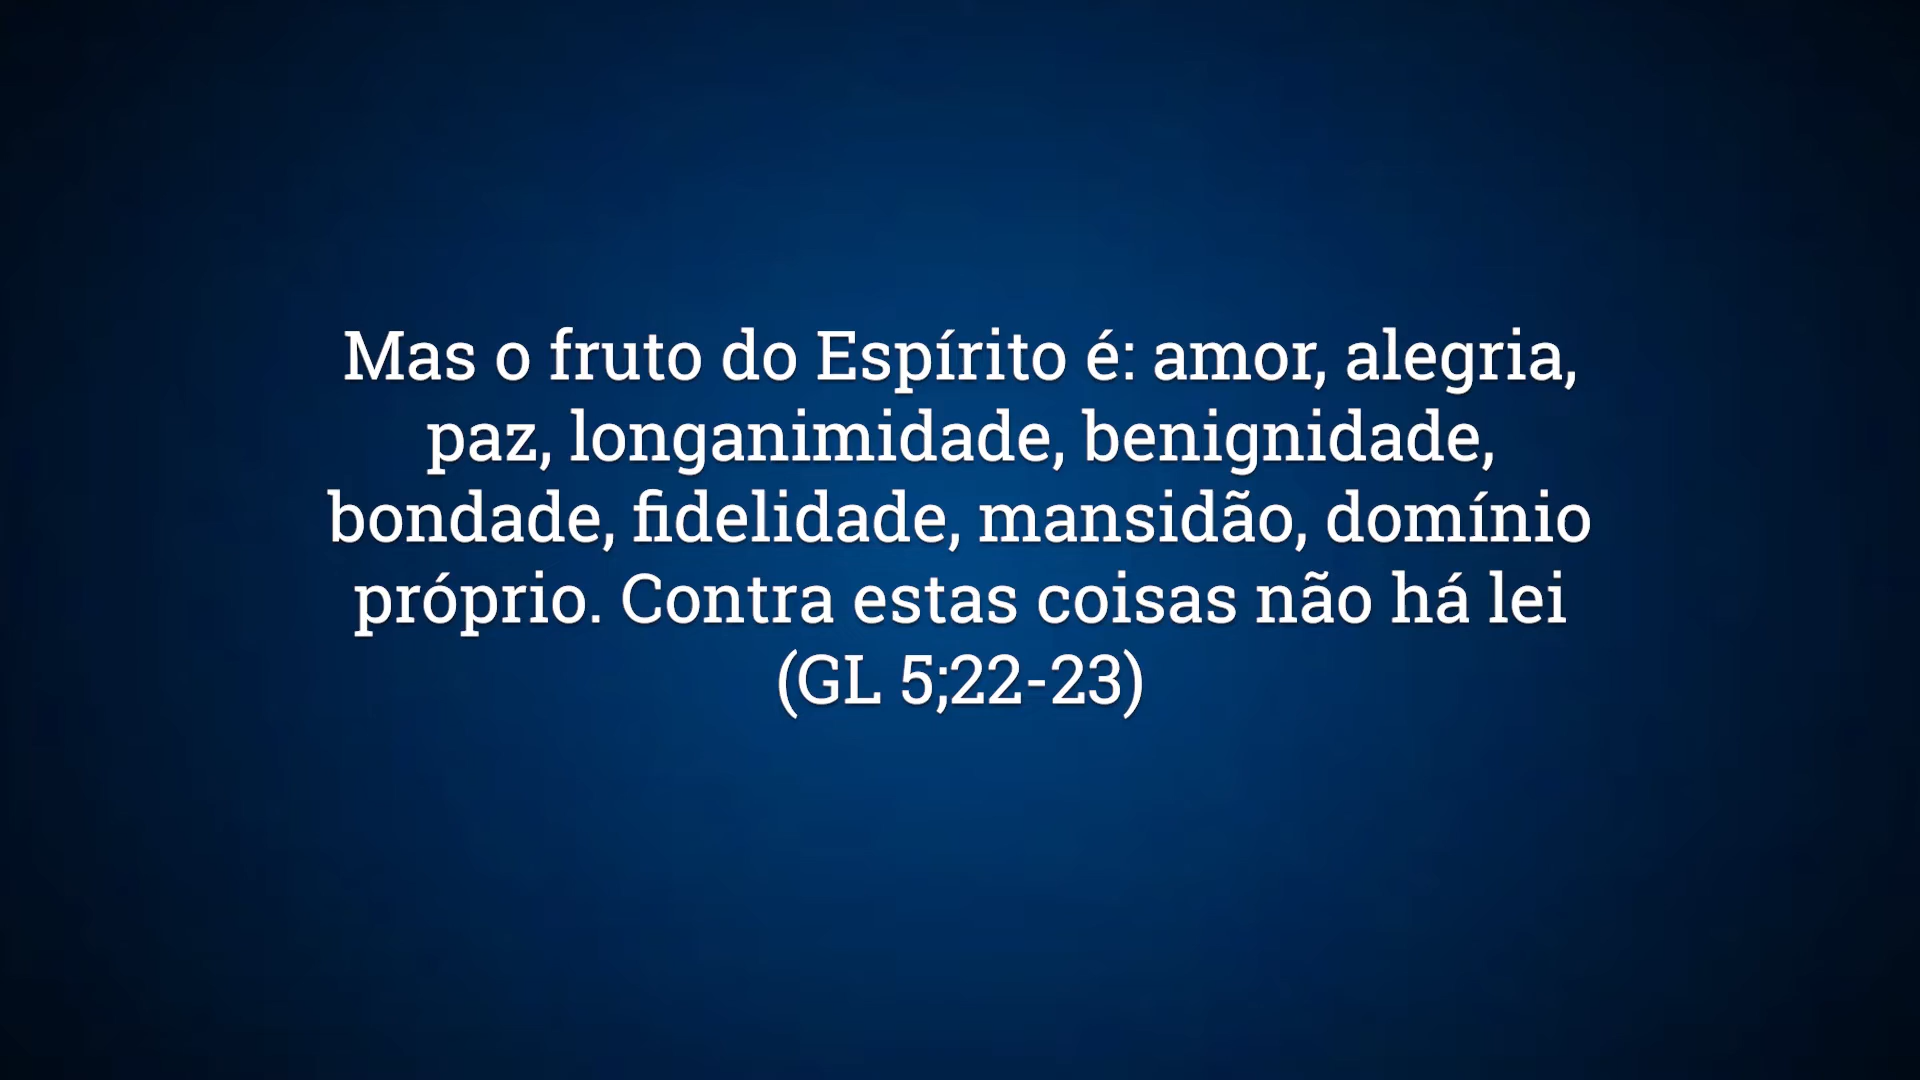 Mas o fruto do Espírito é: amor, alegria,
paz, longanimidade, benignidade,
bondade, fidelidade, mansidão, domínio
próprio. Contra estas coisas não há lei
(GL 5;22-23)